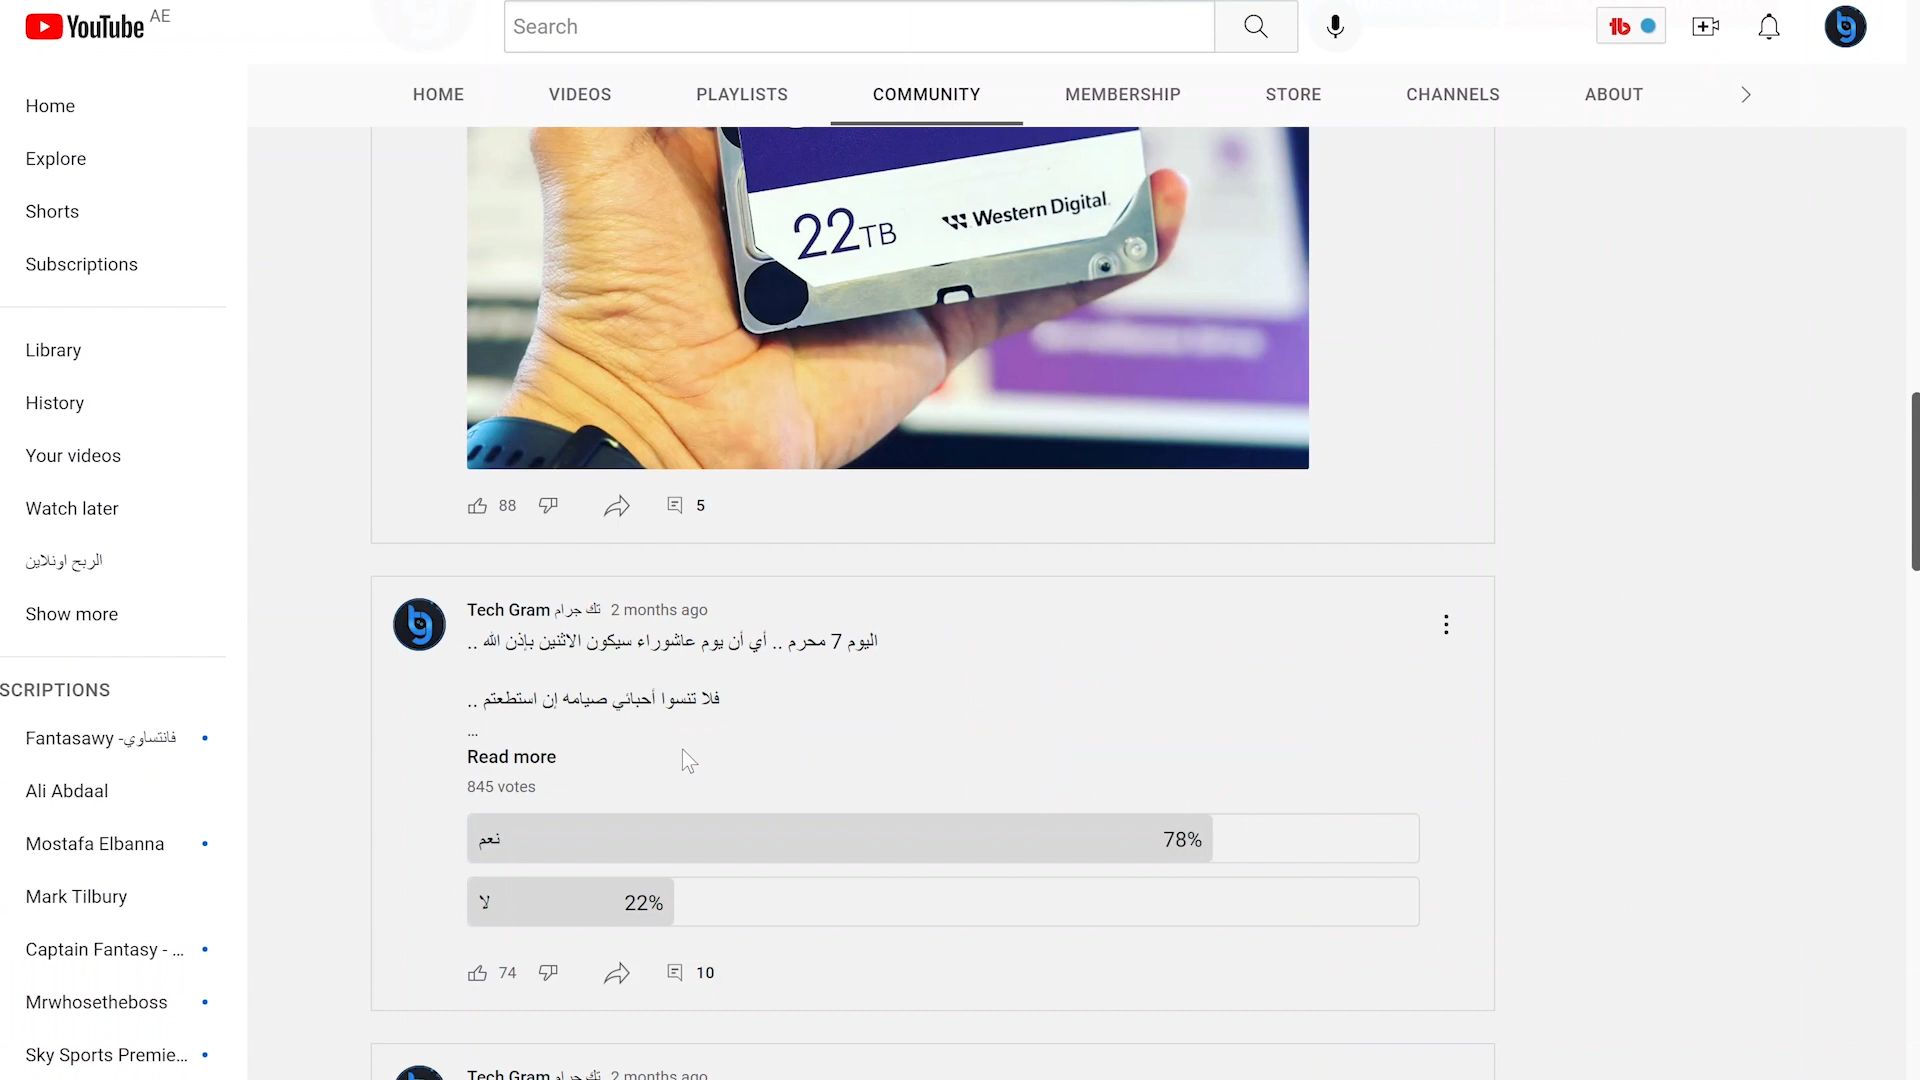 YouTube AE
Search
HOME VIDEOS PLAYLISTS COMMUNITY MEMBERSHIP STORE CHANNELS ABOUT
Home
Explore
Shorts
Subscriptions
Library
History
Your videos
Watch later
الربح اونلاين
Show more
SCRIPTIONS
Fantasawy -فانتساوي
Ali Abdaal
Mostafa Elbanna
Mark Tilbury
Captain Fantasy - ...
Mrwhosetheboss
Sky Sports Premie...
22TB Western Digital.
88 5
Tech Gram تك جرام 2 months ago
اليوم 7 محرم .. أي أن يوم عاشوراء سيكون الاثنين بإذن الله ..
فلا تنسوا أحبائي صيامه إن استطعتم ..
...
Read more
845 votes
نعم 78%
لا 22%
74 10
Tech Gram تك جرام 2 months ago